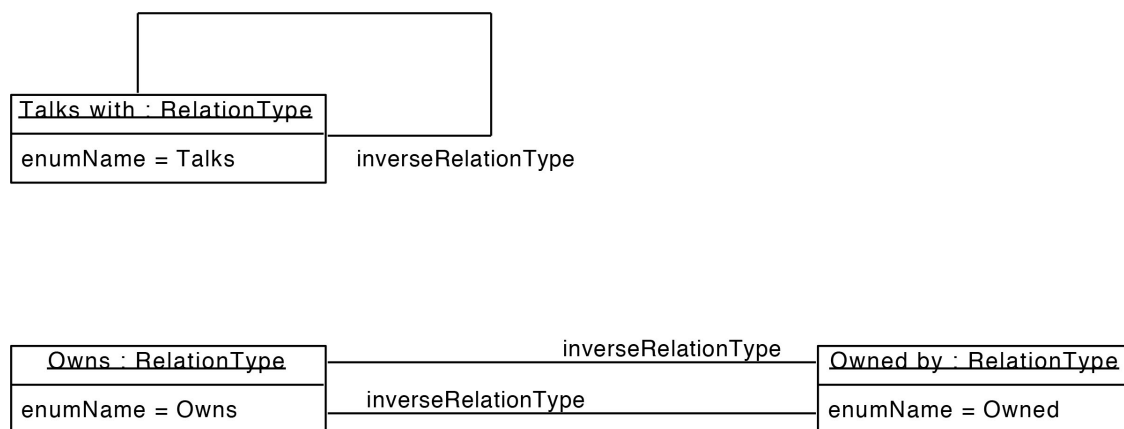 Talks with : RelationType
enumName = Talks
inverseRelationType
inverseRelationType
Owns : RelationType
Owned by : RelationType
inverseRelationType
enumName = Owns
enumName = Owned